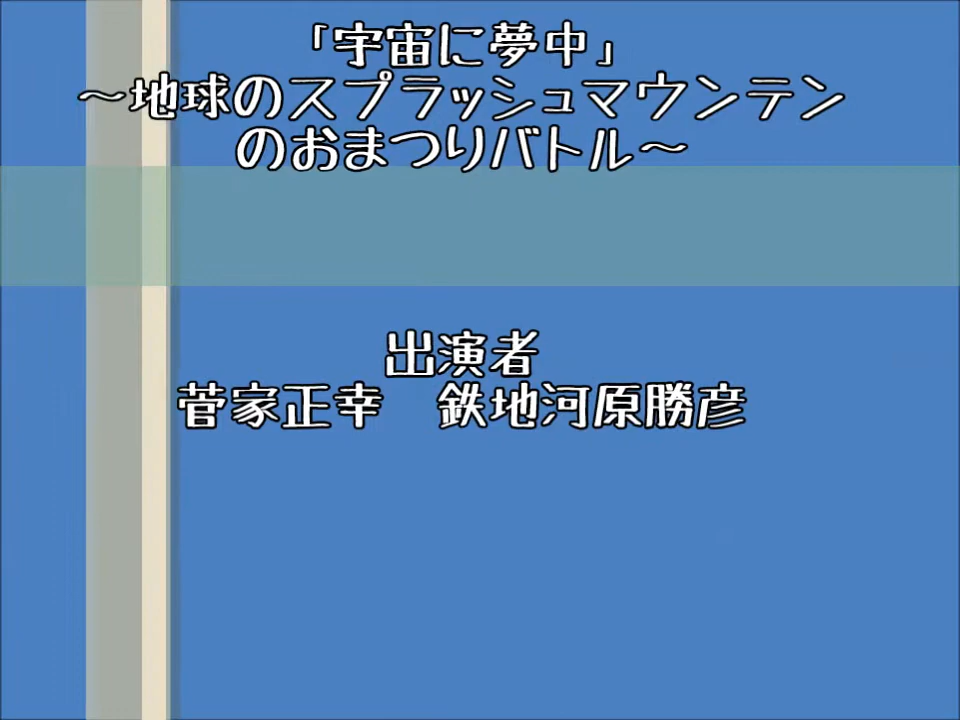 「宇宙に夢中」
～地球のスプラッシュマウンテン
のおまつりバトル～
出演者
菅家正幸　鉄地河原勝彦